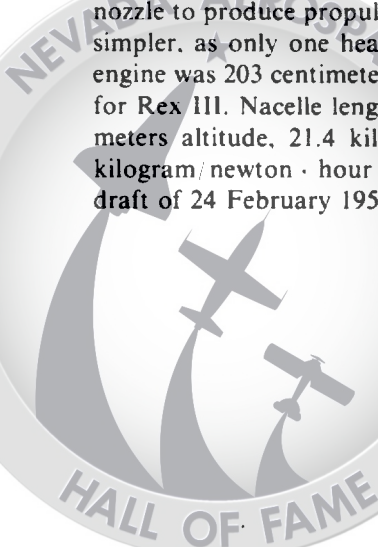 nozzle to produce propul
simpler, as only one hea
engine was 203 centimete
for Rex III. Nacelle leng
meters altitude, 21.4 kil
kilogram/newton · hour
draft of 24 February 195
HALL OF FAME